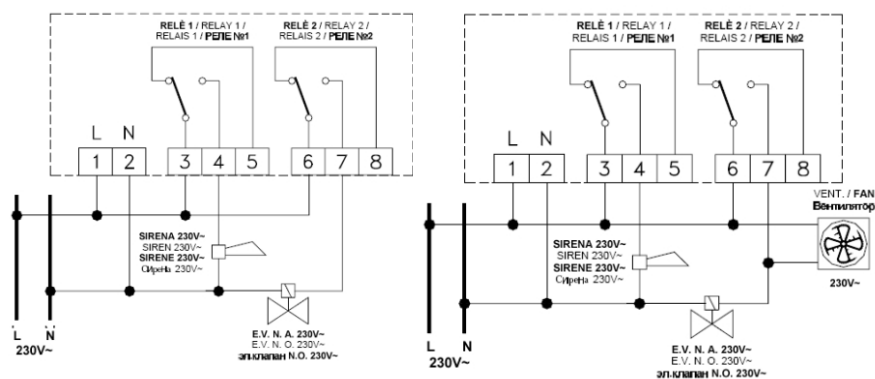 RELÈ 1 / RELAY 1 /
RELAIS 1 / РЕЛЕ №1
RELÈ 2 / RELAY 2 /
RELAIS 2 / РЕЛЕ №2
L N
1 2 3 4 5 6 7 8
SIRENA 230V~
SIREN 230V~
SIRENE 230V~
Сирена 230V~
E.V. N. A. 230V~
E.V. N. O. 230V~
эл.клапан N.O. 230V~
L N
230V~
RELÈ 1 / RELAY 1 /
RELAIS 1 / РЕЛЕ №1
RELÈ 2 / RELAY 2 /
RELAIS 2 / РЕЛЕ №2
L N
1 2 3 4 5 6 7 8
VENT. / FAN
Вентилятор
230V~
SIRENA 230V~
SIREN 230V~
SIRENE 230V~
Сирена 230V~
E.V. N. A. 230V~
E.V. N. O. 230V~
эл.клапан N.O. 230V~
L N
230V~